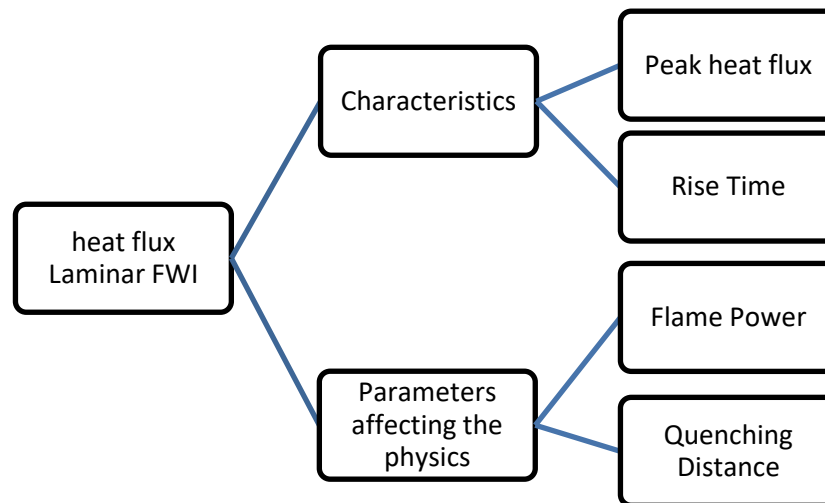 heat flux
Laminar FWI
Characteristics
Peak heat flux
Rise Time
Parameters
affecting the
physics
Flame Power
Quenching
Distance